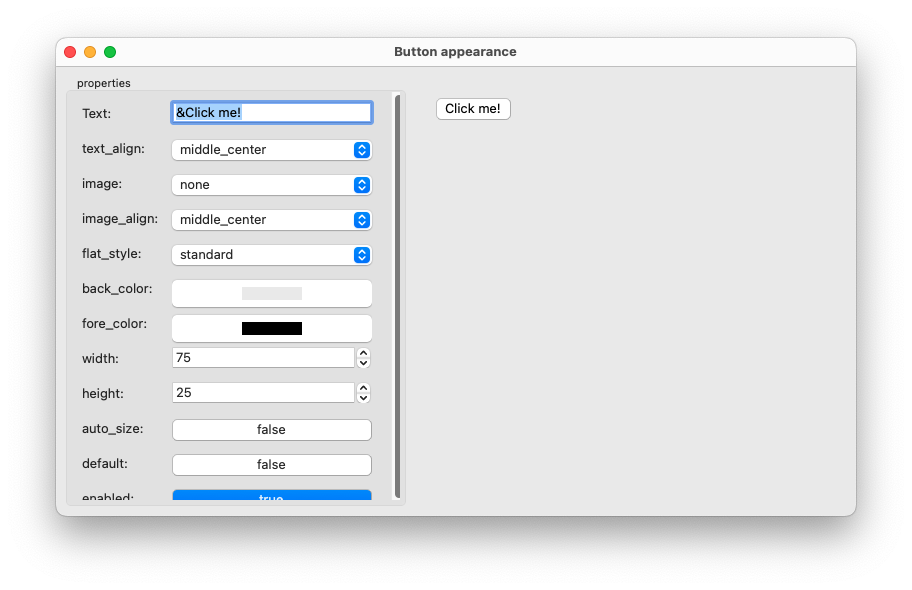 Button appearance
properties
Text: &Click me!
Click me!
text_align: middle_center
image: none
image_align: middle_center
flat_style: standard
back_color:
fore_color:
width: 75
height: 25
auto_size: false
default: false
enabled: true